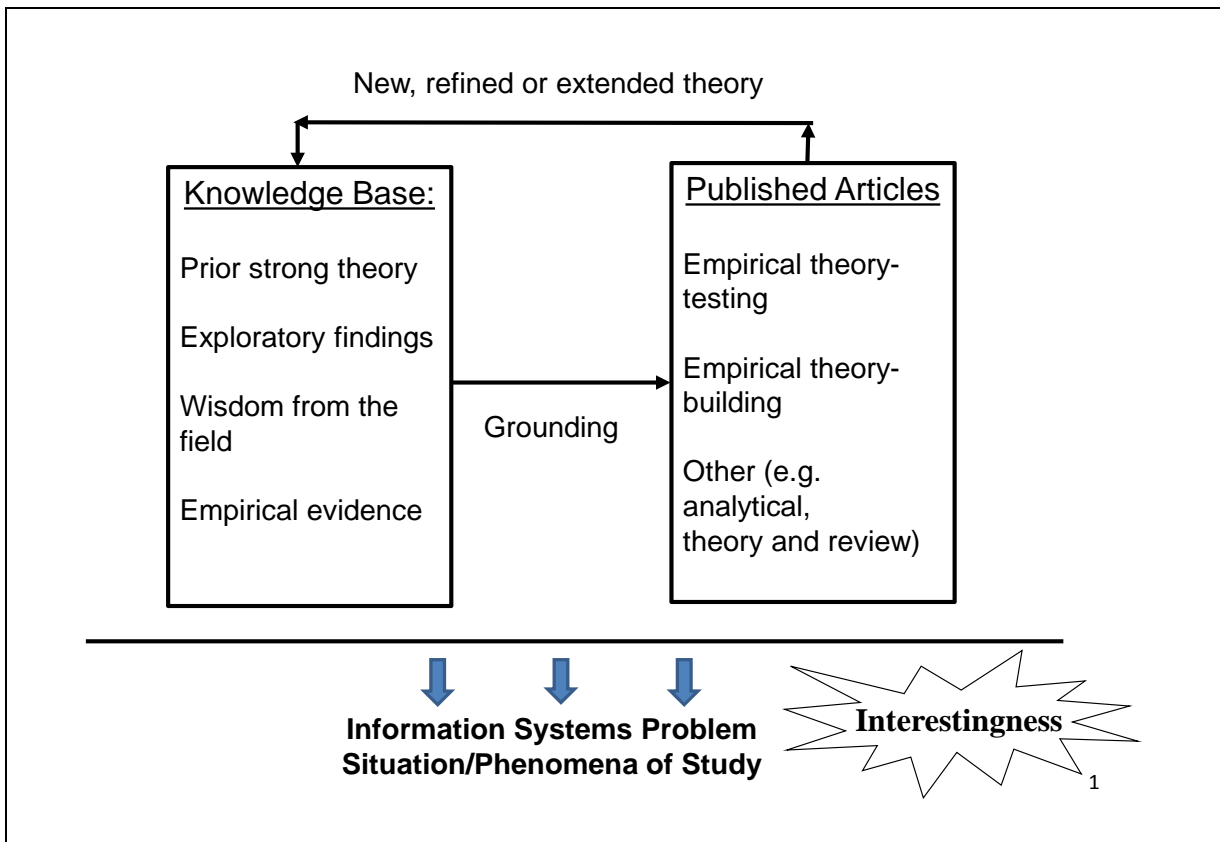 New, refined or extended theory
Knowledge Base:
Prior strong theory
Exploratory findings
Wisdom from the
field
Empirical evidence
Grounding
Published Articles
Empirical theory-
testing
Empirical theory-
building
Other (e.g.
analytical,
theory and review)
Information Systems Problem
Situation/Phenomena of Study
Interestingness
1